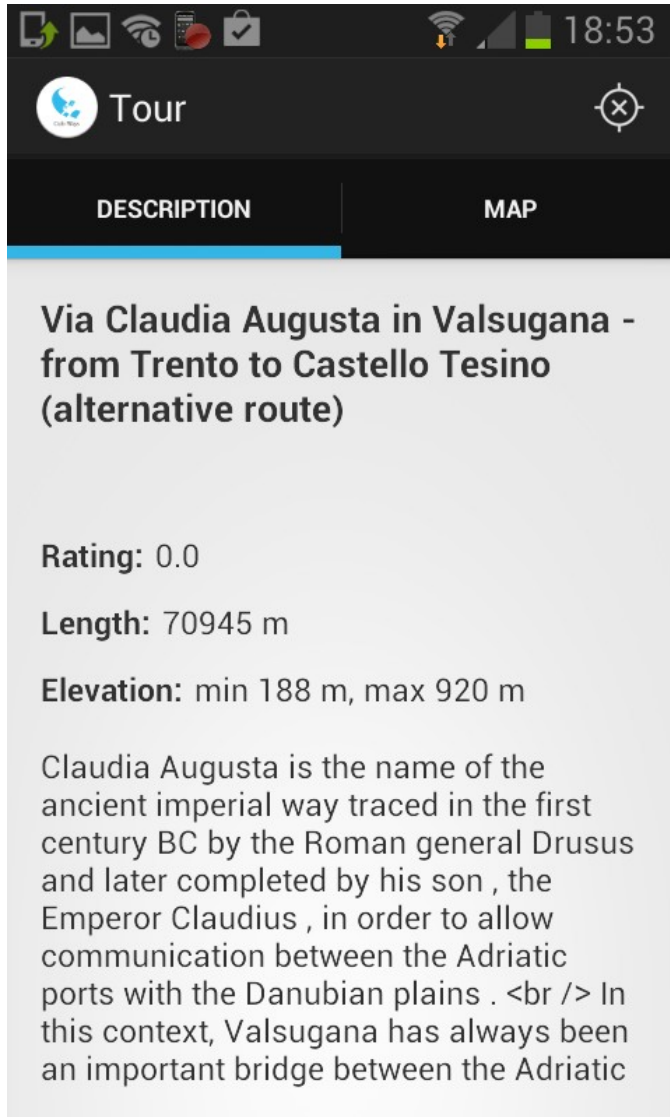 18:53
Tour
DESCRIPTION
MAP
Via Claudia Augusta in Valsugana -
from Trento to Castello Tesino
(alternative route)
Rating: 0.0
Length: 70945 m
Elevation: min 188 m, max 920 m
Claudia Augusta is the name of the
ancient imperial way traced in the first
century BC by the Roman general Drusus
and later completed by his son , the
Emperor Claudius , in order to allow
communication between the Adriatic
ports with the Danubian plains . <br /> In
this context, Valsugana has always been
an important bridge between the Adriatic